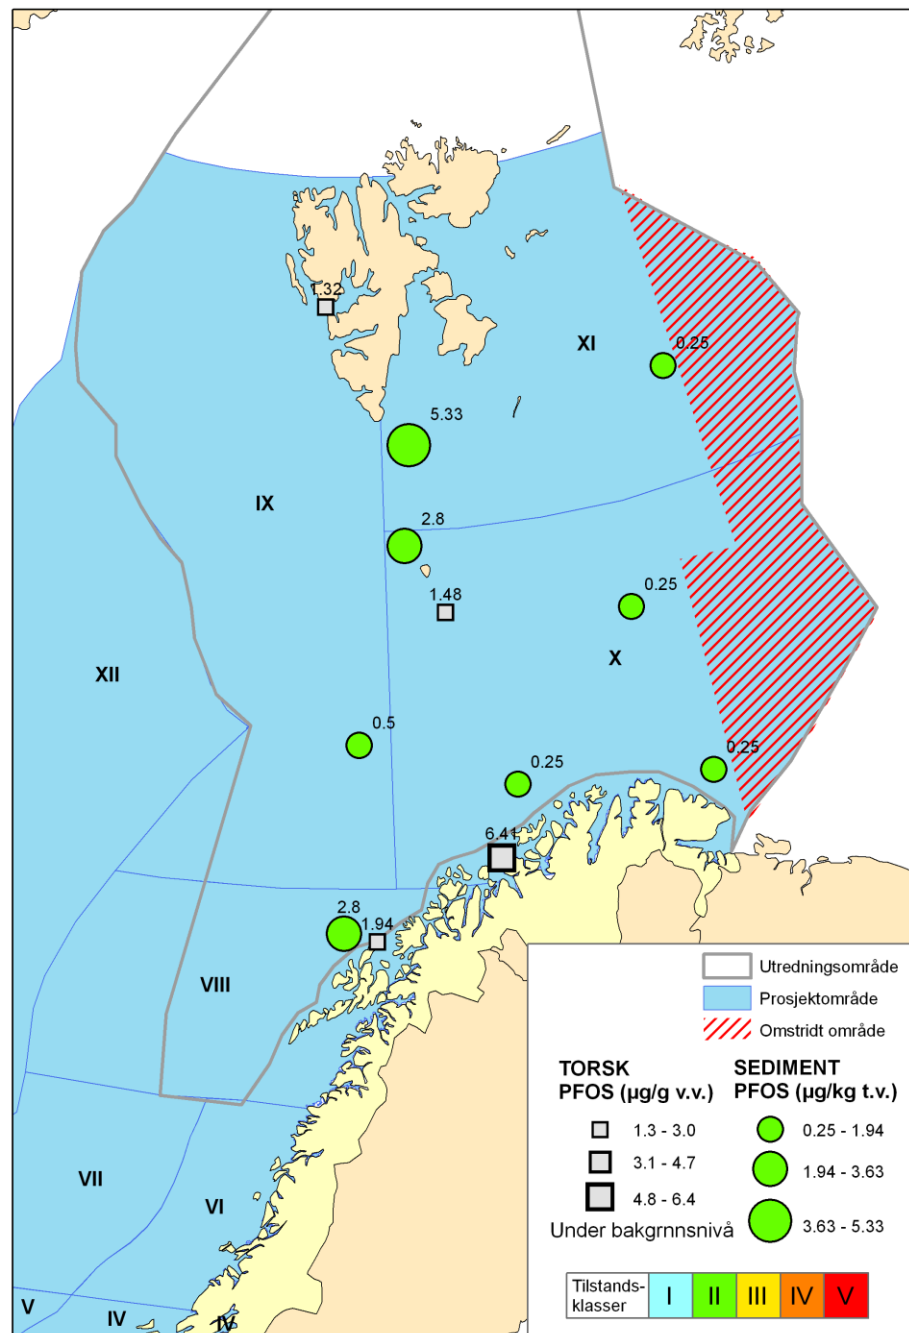 1.32
XI
0.25
5.33
IX
2.8
1.48
0.25
X
XII
0.5
0.25
0.25
6.41
2.8
1.94
VIII
VII
VI
V
IV
IV
Utredningsområde
Prosjektområde
Omstridt område
TORSK
PFOS (µg/g v.v.)
1.3 - 3.0
3.1 - 4.7
4.8 - 6.4
Under bakgrnnsnivå
SEDIMENT
PFOS (µg/kg t.v.)
0.25 - 1.94
1.94 - 3.63
3.63 - 5.33
Tilstands-
klasser
I II III IV V